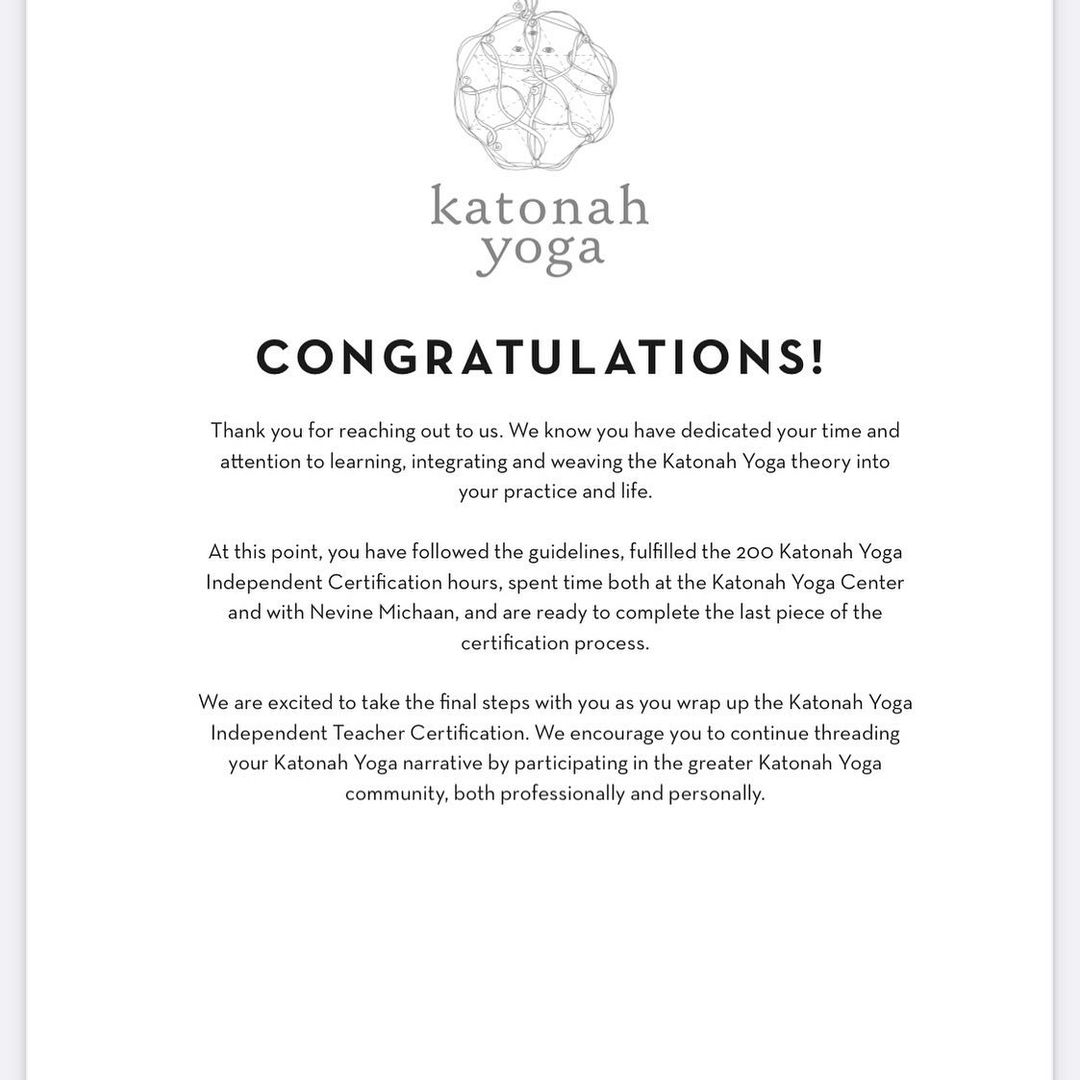 katonah
yoga
CONGRATULATIONS!
Thank you for reaching out to us. We know you have dedicated your time and
attention to learning, integrating and weaving the Katonah Yoga theory into
your practice and life.
At this point, you have followed the guidelines, fulfilled the 200 Katonah Yoga
Independent Certification hours, spent time both at the Katonah Yoga Center
and with Nevine Michaan, and are ready to complete the last piece of the
certification process.
We are excited to take the final steps with you as you wrap up the Katonah Yoga
Independent Teacher Certification. We encourage you to continue threading
your Katonah Yoga narrative by participating in the greater Katonah Yoga
community, both professionally and personally.